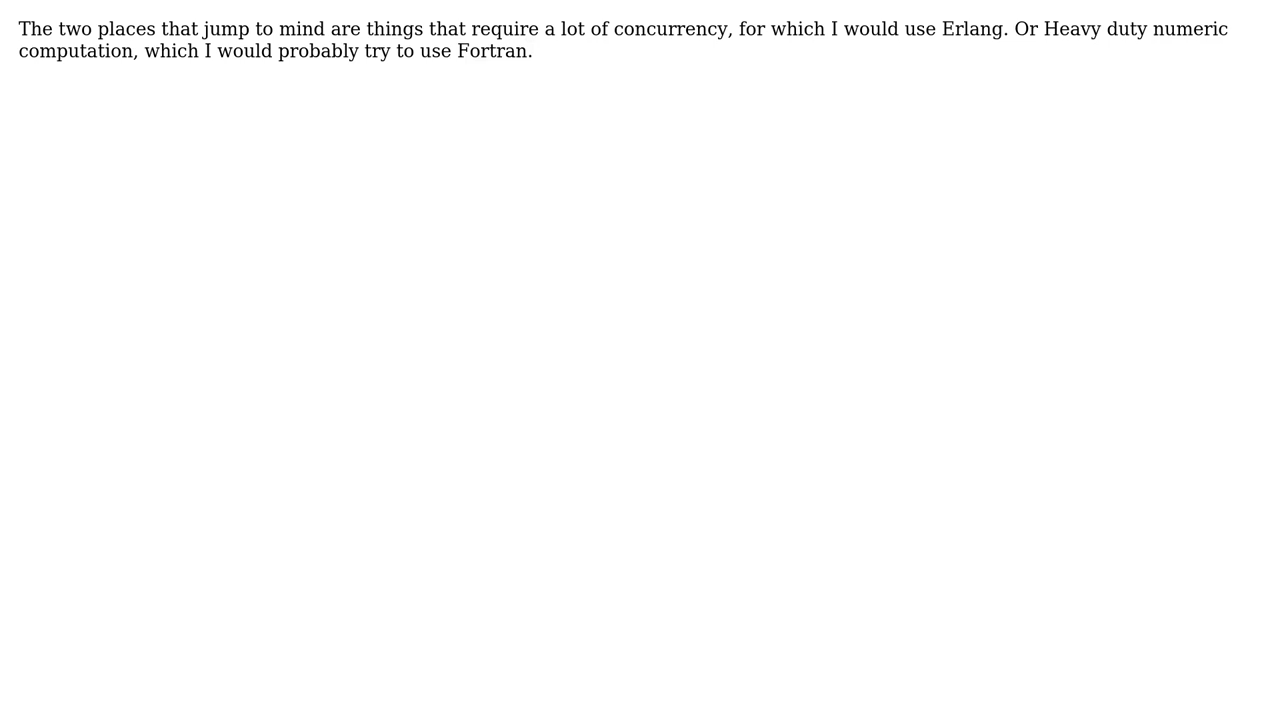 The two places that jump to mind are things that require a lot of concurrency, for which I would use Erlang. Or Heavy duty numeric
computation, which I would probably try to use Fortran.